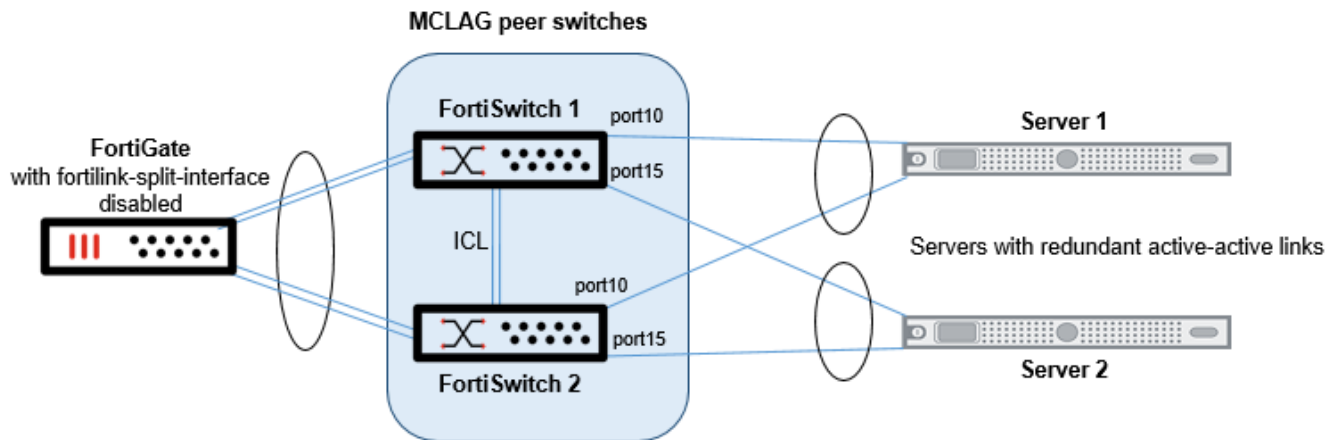 MCLAG peer switches
FortiSwitch 1
port10
port15
FortiGate
with fortilink-split-interface
disabled
ICL
port10
port15
FortiSwitch 2
Server 1
Servers with redundant active-active links
Server 2